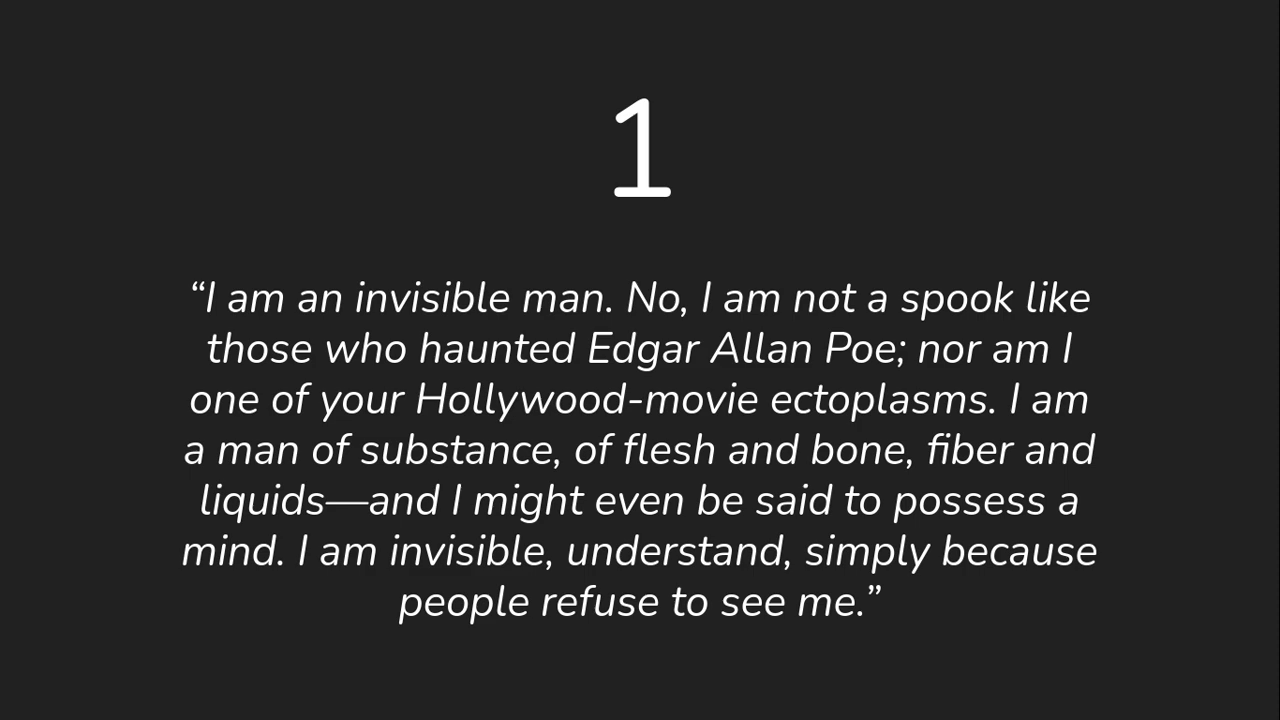 1
“I am an invisible man. No, I am not a spook like
those who haunted Edgar Allan Poe; nor am I
one of your Hollywood-movie ectoplasms. I am
a man of substance, of flesh and bone, fiber and
liquids—and I might even be said to possess a
mind. I am invisible, understand, simply because
people refuse to see me.”